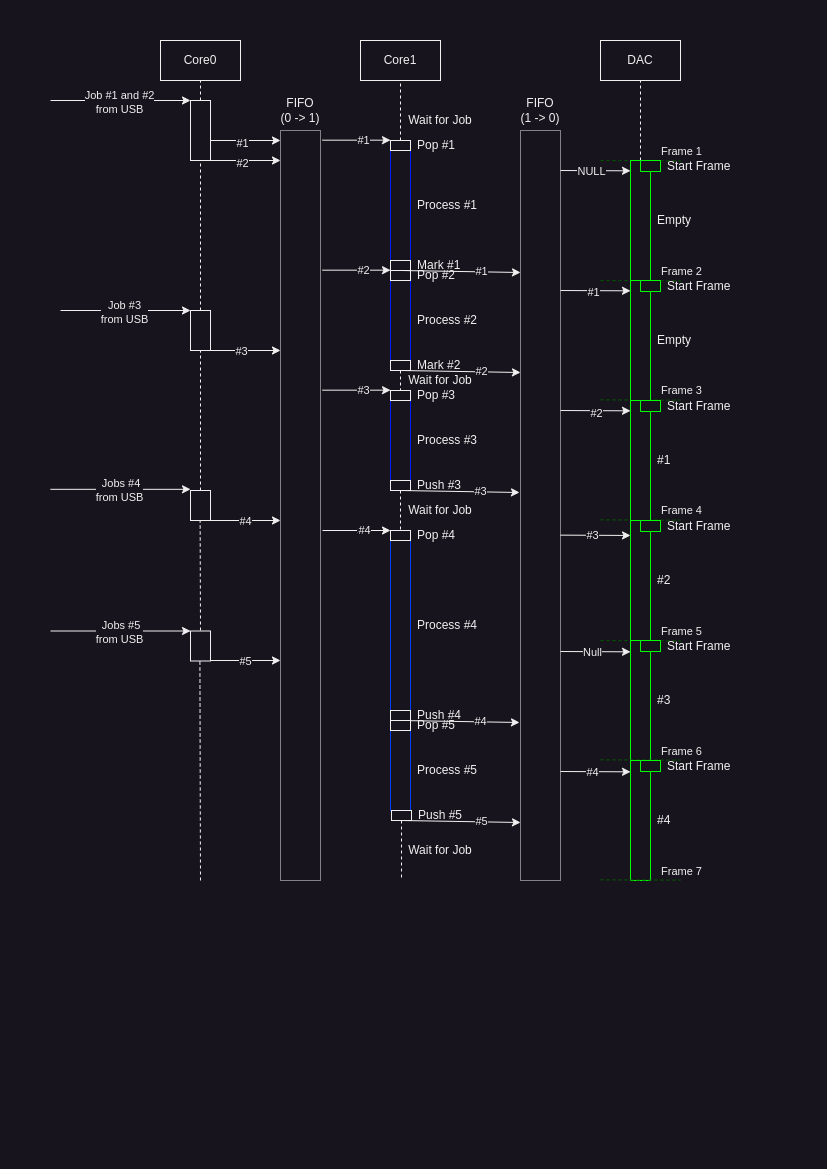 Core0
Core1
DAC
Job #1 and #2
from USB
FIFO
(0 -> 1)
FIFO
(1 -> 0)
Wait for Job
#1
#1
Pop #1
Frame 1
#2
Start Frame
NULL
Process #1
Empty
Mark #1
#2
#1
Pop #2
Frame 2
Start Frame
#1
Job #3
from USB
Process #2
Empty
#3
Mark #2
#2
Wait for Job
#3
Pop #3
Frame 3
Start Frame
#2
Process #3
#1
Jobs #4
from USB
Push #3
#3
Wait for Job
Frame 4
#4
#4
Pop #4
Start Frame
#3
#2
Jobs #5
from USB
Process #4
Frame 5
Start Frame
Null
#5
#3
Push #4
#4
Pop #5
Frame 6
Process #5
Start Frame
#4
Push #5
#5
#4
Wait for Job
Frame 7